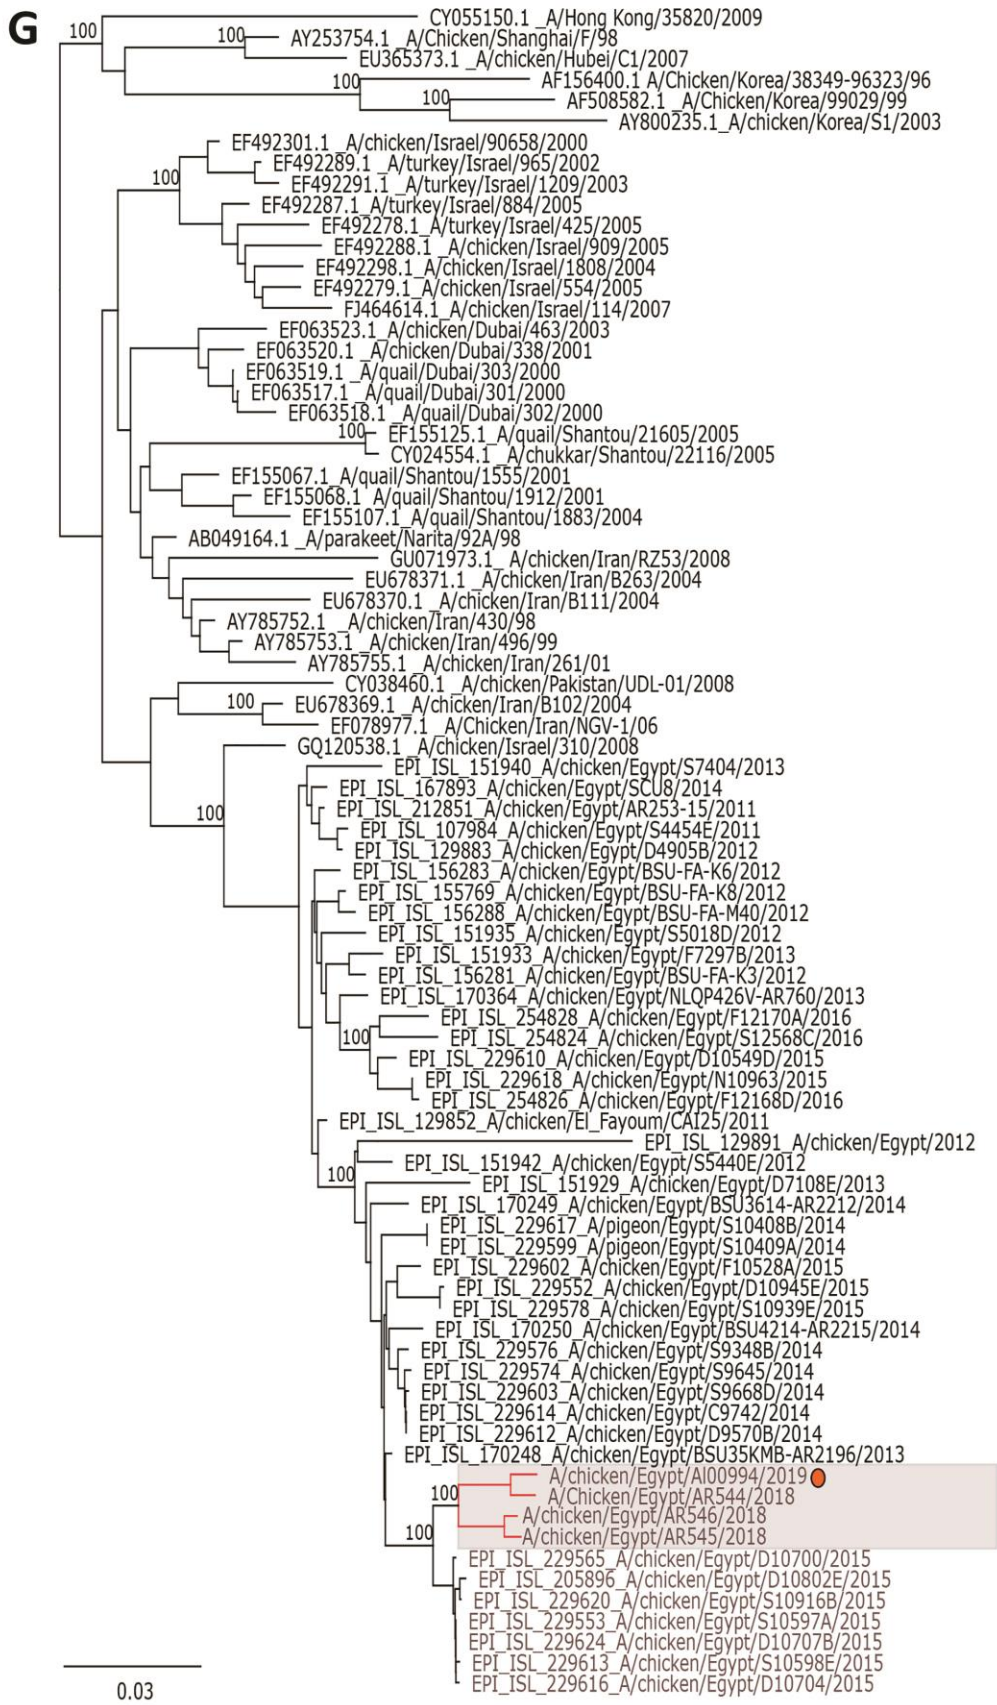 G
100
CY055150.1 _A/Hong Kong/35820/2009
100
AY253754.1 _A/Chicken/Shanghai/F/98
EU365373.1 _A/chicken/Hubei/C1/2007
100
AF156400.1 A/Chicken/Korea/38349-96323/96
100
AF508582.1 _A/Chicken/Korea/99029/99
AY800235.1_A/chicken/Korea/S1/2003
EF492301.1 _A/chicken/Israel/90658/2000
EF492289.1 _A/turkey/Israel/965/2002
100
EF492291.1 _A/turkey/Israel/1209/2003
EF492287.1_A/turkey/Israel/884/2005
EF492278.1_A/turkey/Israel/425/2005
EF492288.1 _A/chicken/Israel/909/2005
EF492298.1_A/chicken/Israel/1808/2004
EF492279.1_A/chicken/Israel/554/2005
FJ464614.1_A/chicken/Israel/114/2007
EF063523.1 _A/chicken/Dubai/463/2003
EF063520.1 _A/chicken/Dubai/338/2001
EF063519.1 _A/quail/Dubai/303/2000
EF063517.1 _A/quail/Dubai/301/2000
EF063518.1 _A/quail/Dubai/302/2000
100
EF155125.1_A/quail/Shantou/21605/2005
CY024554.1 _A/chukkar/Shantou/22116/2005
EF155067.1_A/quail/Shantou/1555/2001
EF155068.1_A/quail/Shantou/1912/2001
EF155107.1_A/quail/Shantou/1883/2004
AB049164.1 _A/parakeet/Narita/92A/98
GU071973.1_ A/chicken/Iran/RZ53/2008
EU678371.1 _A/chicken/Iran/B263/2004
EU678370.1 _A/chicken/Iran/B111/2004
AY785752.1 _A/chicken/Iran/430/98
AY785753.1 _A/chicken/Iran/496/99
AY785755.1 _A/chicken/Iran/261/01
CY038460.1 _A/chicken/Pakistan/UDL-01/2008
100
EU678369.1 _A/chicken/Iran/B102/2004
EF078977.1 _A/Chicken/Iran/NGV-1/06
GQ120538.1 _A/chicken/Israel/310/2008
EPI_ISL_151940_A/chicken/Egypt/S7404/2013
EPI_ISL_167893_A/chicken/Egypt/SCU8/2014
100
EPI_ISL_212851_A/chicken/Egypt/AR253-15/2011
EPI_ISL_107984_A/chicken/Egypt/S4454E/2011
EPI_ISL_129883_A/chicken/Egypt/D4905B/2012
EPI_ISL_156283_A/chicken/Egypt/BSU-FA-K6/2012
EPI_ISL_155769_A/chicken/Egypt/BSU-FA-K8/2012
EPI_ISL_156288_A/chicken/Egypt/BSU-FA-M40/2012
EPI_ISL_151935_A/chicken/Egypt/S5018D/2012
EPI_ISL_151933_A/chicken/Egypt/F7297B/2013
EPI_ISL_156281_A/chicken/Egypt/BSU-FA-K3/2012
EPI_ISL_170364_A/chicken/Egypt/NLQP426V-AR760/2013
EPI_ISL_254828_A/chicken/Egypt/F12170A/2016
100
EPI_ISL_254824_A/chicken/Egypt/S12568C/2016
EPI_ISL_229610_A/chicken/Egypt/D10549D/2015
EPI_ISL_229618_A/chicken/Egypt/N10963/2015
EPI_ISL_254826_A/chicken/Egypt/F12168D/2016
EPI_ISL_129852_A/chicken/El_Fayoum/CAI25/2011
EPI_ISL_129891_A/chicken/Egypt/2012
EPI_ISL_151942_A/chicken/Egypt/S5440E/2012
100
EPI_ISL_151929_A/chicken/Egypt/D7108E/2013
EPI_ISL_170249_A/chicken/Egypt/BSU3614-AR2212/2014
EPI_ISL_229617_A/pigeon/Egypt/S10408B/2014
EPI_ISL_229599_A/pigeon/Egypt/S10409A/2014
EPI_ISL_229602_A/chicken/Egypt/F10528A/2015
EPI_ISL_229552_A/chicken/Egypt/D10945E/2015
EPI_ISL_229578_A/chicken/Egypt/S10939E/2015
EPI_ISL_170250_A/chicken/Egypt/BSU4214-AR2215/2014
EPI_ISL_229576_A/chicken/Egypt/S9348B/2014
EPI_ISL_229574_A/chicken/Egypt/S9645/2014
EPI_ISL_229603_A/chicken/Egypt/S9668D/2014
EPI_ISL_229614_A/chicken/Egypt/C9742/2014
EPI_ISL_229612_A/chicken/Egypt/D9570B/2014
EPI_ISL_170248_A/chicken/Egypt/BSU35KMB-AR2196/2013
A/chicken/Egypt/AI00994/2019
100
A/Chicken/Egypt/AR544/2018
A/chicken/Egypt/AR546/2018
100
A/chicken/Egypt/AR545/2018
EPI_ISL_229565_A/chicken/Egypt/D10700/2015
EPI_ISL_205896_A/chicken/Egypt/D10802E/2015
EPI_ISL_229620_A/chicken/Egypt/S10916B/2015
EPI_ISL_229553_A/chicken/Egypt/S10597A/2015
EPI_ISL_229624_A/chicken/Egypt/D10707B/2015
EPI_ISL_229613_A/chicken/Egypt/S10598E/2015
EPI_ISL_229616_A/chicken/Egypt/D10704/2015
0.03